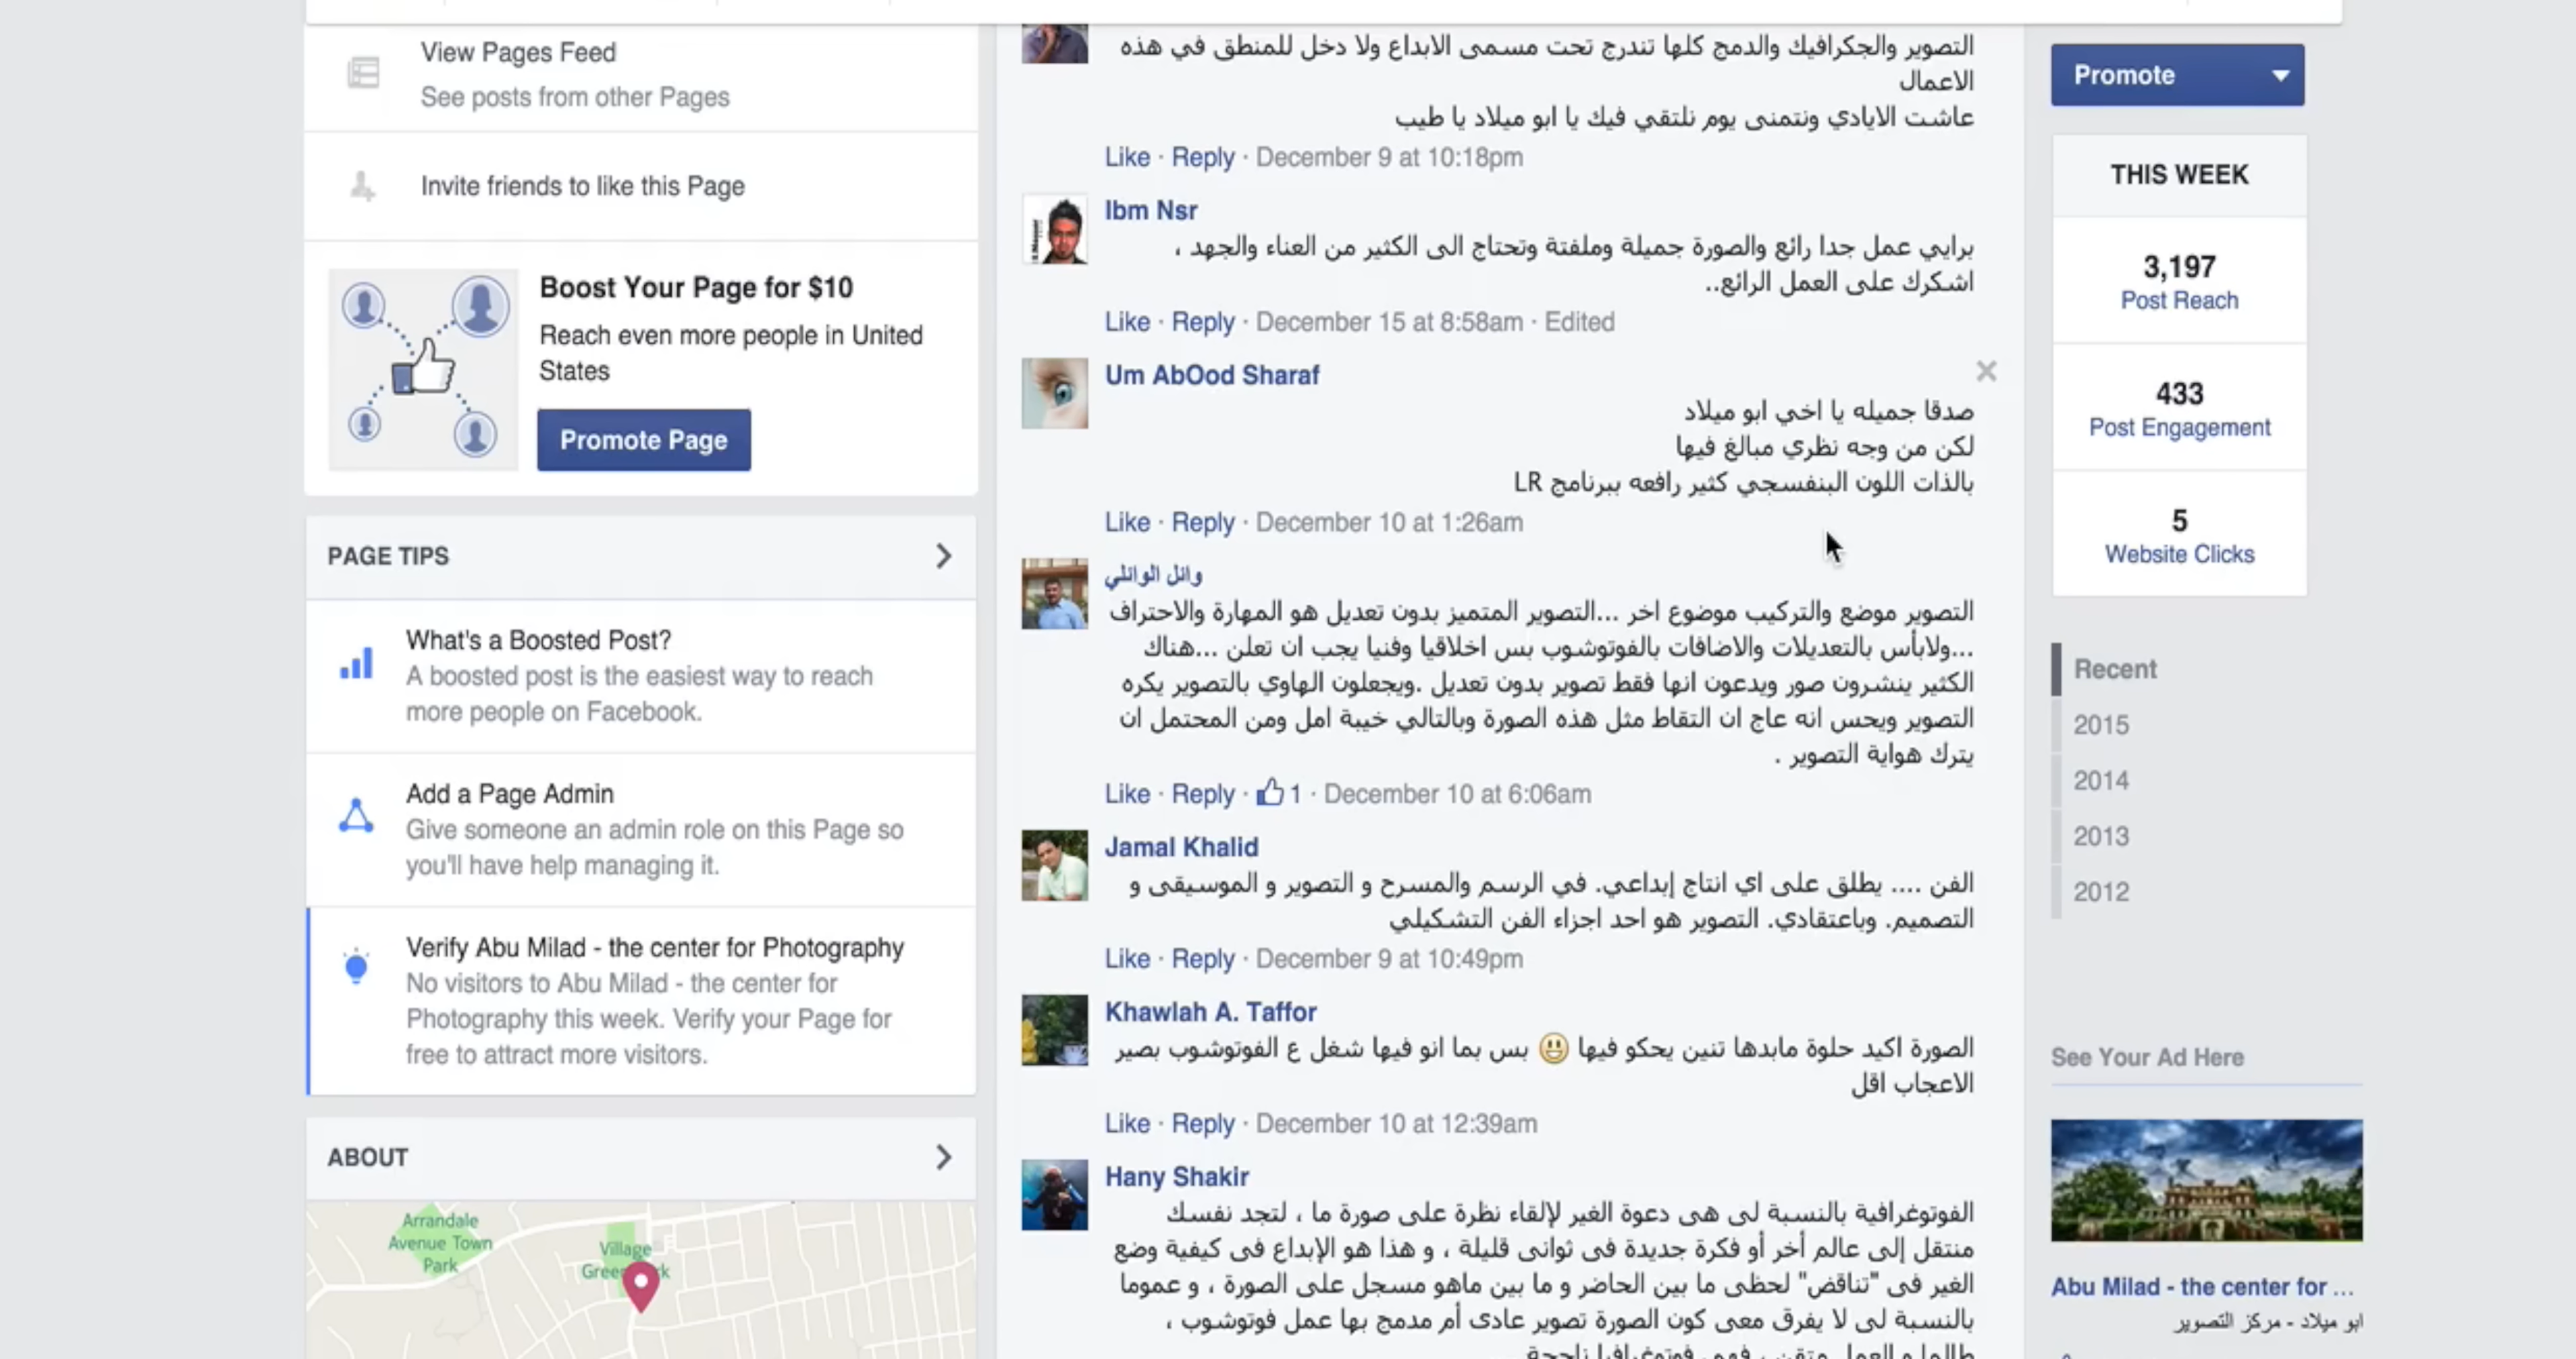 View Pages Feed
See posts from other Pages
Invite friends to like this Page
Boost Your Page for $10
Reach even more people in United
States
Promote Page
PAGE TIPS
What's a Boosted Post?
A boosted post is the easiest way to reach
more people on Facebook.
Add a Page Admin
Give someone an admin role on this Page so
you'll have help managing it.
Verify Abu Milad - the center for Photography
No visitors to Abu Milad - the center for
Photography this week. Verify your Page for
free to attract more visitors.
ABOUT
Arrandale
Avenue Town
Park
Village
التصوير والجكرافيك والدمج كلها تندرج تحت مسمى الابداع ولا دخل للمنطق في هذه
الاعمال
عاشت الايادي ونتمنى يوم نلتقي فيك يا ابو ميلاد يا طيب
Like · Reply · December 9 at 10:18pm
Ibm Nsr
برايي عمل جدا رائع والصورة جميلة وملفتة وتحتاج الى الكثير من العناء والجهد ،
اشكرك على العمل الرائع..
Like · Reply · December 15 at 8:58am · Edited
Um AbOod Sharaf
صدقا جميله يا اخي ابو ميلاد
لكن من وجه نظري مبالغ فيها
بالذات اللون البنفسجي كثير رافعه ببرنامج LR
Like · Reply · December 10 at 1:26am
وائل الوائلي
التصوير موضع والتركيب موضوع اخر ...التصوير المتميز بدون تعديل هو المهارة والاحتراف
...ولابأس بالتعديلات والاضافات بالفوتوشوب بس اخلاقيا وفنيا يجب ان تعلن ...هناك
الكثير ينشرون صور ويدعون انها فقط تصوير بدون تعديل .ويجعلون الهاوي بالتصوير يكره
التصوير ويحس انه عاج ان التقاط مثل هذه الصورة وبالتالي خيبة امل ومن المحتمل ان
يترك هواية التصوير .
Like · Reply · 1 · December 10 at 6:06am
Jamal Khalid
الفن .... يطلق على اي انتاج إبداعي. في الرسم والمسرح و التصوير و الموسيقى و
التصميم. وباعتقادي. التصوير هو احد اجزاء الفن التشكيلي
Like · Reply · December 9 at 10:49pm
Khawlah A. Taffor
الصورة اكيد حلوة مابدها تنين يحكو فيها 😃 بس بما انو فيها شغل ع الفوتوشوب بصير
الاعجاب اقل
Like · Reply · December 10 at 12:39am
Hany Shakir
الفوتوغرافية بالنسبة لى هى دعوة الغير لإلقاء نظرة على صورة ما ، لتجد نفسك
منتقل إلى عالم أخر أو فكرة جديدة فى ثوانى قليلة ، و هذا هو الإبداع فى كيفية وضع
الغير فى "تناقض" لحظى ما بين الحاضر و ما بين ماهو مسجل على الصورة ، و عموما
بالنسبة لى لا يفرق معى كون الصورة تصوير عادى أم مدمج بها عمل فوتوشوب ،
Promote
THIS WEEK
3,197
Post Reach
433
Post Engagement
5
Website Clicks
Recent
2015
2014
2013
2012
See Your Ad Here
Abu Milad - the center for ...
ابو ميلاد - مركز التصوير